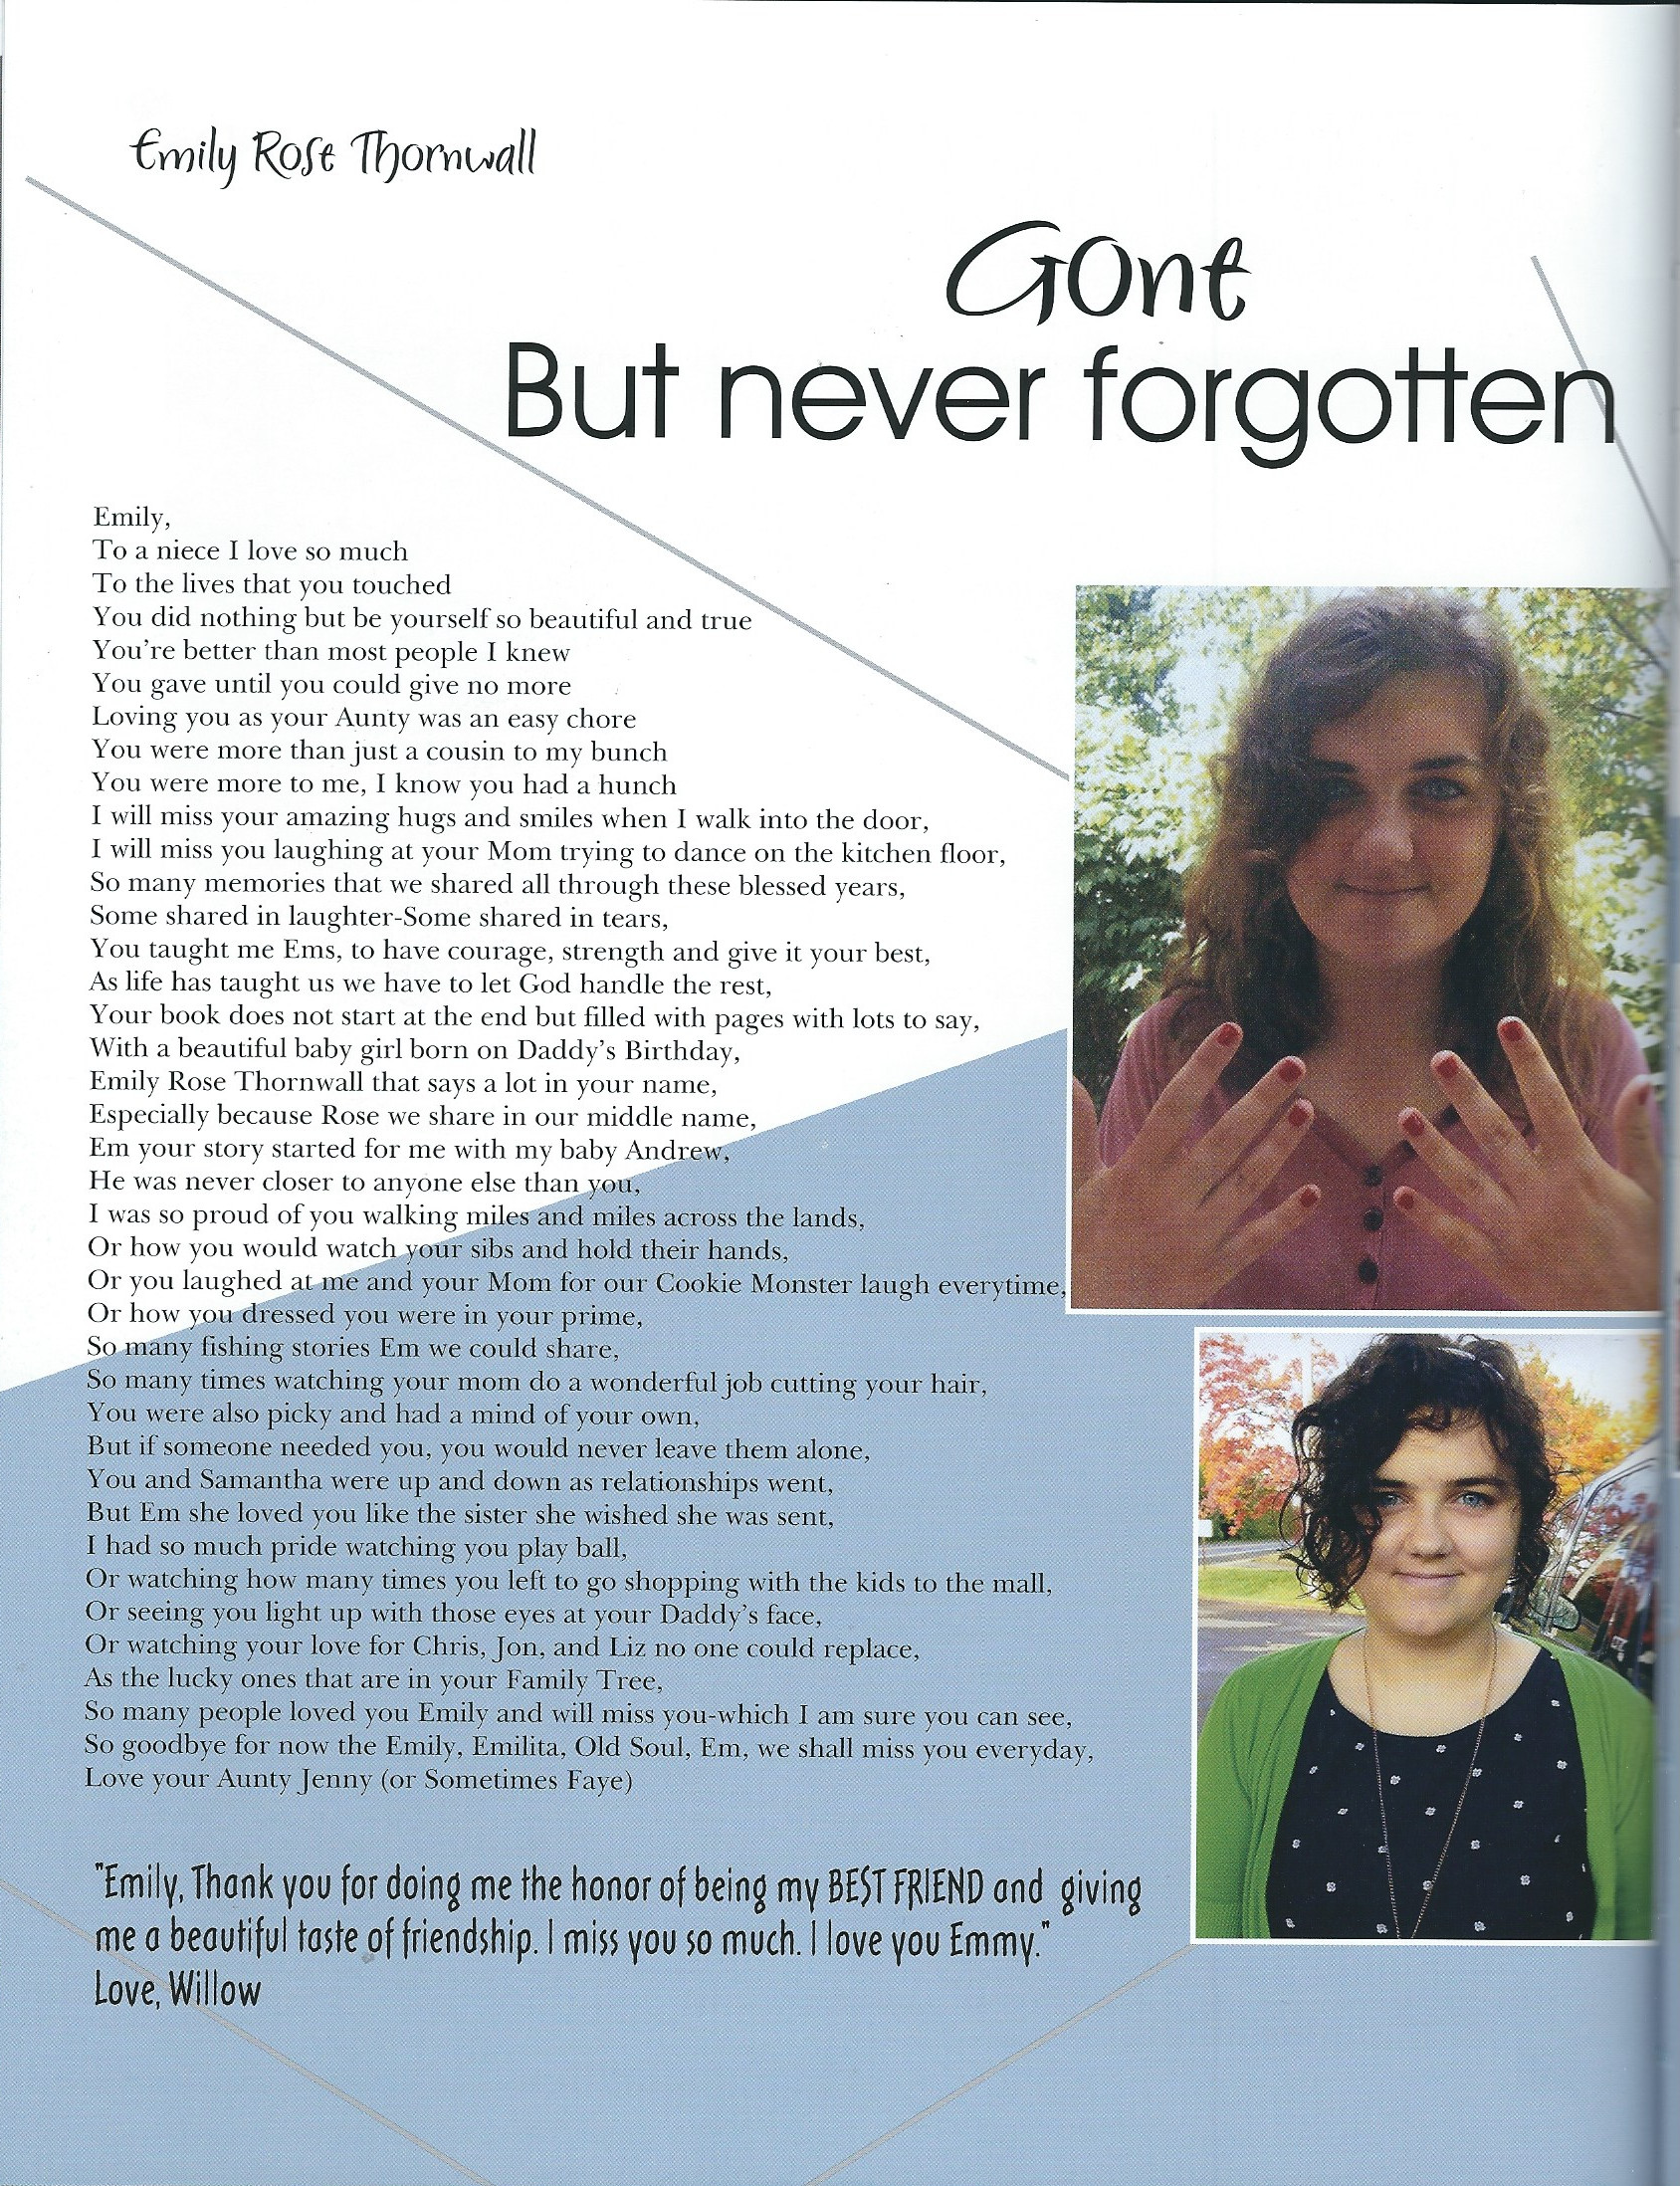 Emily Rose Thornwall
Gone
But never forgotten
Emily,
To a niece I love so much
To the lives that you touched
You did nothing but be yourself so beautiful and true
You're better than most people I knew
You gave until you could give no more
Loving you as your Aunty was an easy chore
You were more than just a cousin to my bunch
You were more to me, I know you had a hunch
I will miss your amazing hugs and smiles when I walk into the door,
I will miss you laughing at your Mom trying to dance on the kitchen floor,
So many memories that we shared all through these blessed years,
Some shared in laughter-Some shared in tears,
You taught me Ems, to have courage, strength and give it your best,
As life has taught us we have to let God handle the rest,
Your book does not start at the end but filled with pages with lots to say,
With a beautiful baby girl born on Daddy's Birthday,
Emily Rose Thornwall that says a lot in your name,
Especially because Rose we share in our middle name,
Em your story started for me with my baby Andrew,
He was never closer to anyone else than you,
I was so proud of you walking miles and miles across the lands,
Or how you would watch your sibs and hold their hands,
Or you laughed at me and your Mom for our Cookie Monster laugh everytime,
Or how you dressed you were in your prime,
So many fishing stories Em we could share,
So many times watching your mom do a wonderful job cutting your hair,
You were also picky and had a mind of your own,
But if someone needed you, you would never leave them alone,
You and Samantha were up and down as relationships went,
But Em she loved you like the sister she wished she was sent,
I had so much pride watching you play ball,
Or watching how many times you left to go shopping with the kids to the mall,
Or seeing you light up with those eyes at your Daddy's face,
Or watching your love for Chris, Jon, and Liz no one could replace,
As the lucky ones that are in your Family Tree,
So many people loved you Emily and will miss you-which I am sure you can see,
So goodbye for now the Emily, Emilita, Old Soul, Em, we shall miss you everyday,
Love your Aunty Jenny (or Sometimes Faye)
"Emily, Thank you for doing me the honor of being my BEST FRIEND and giving
me a beautiful taste of friendship. I miss you so much. I love you Emmy."
Love, Willow